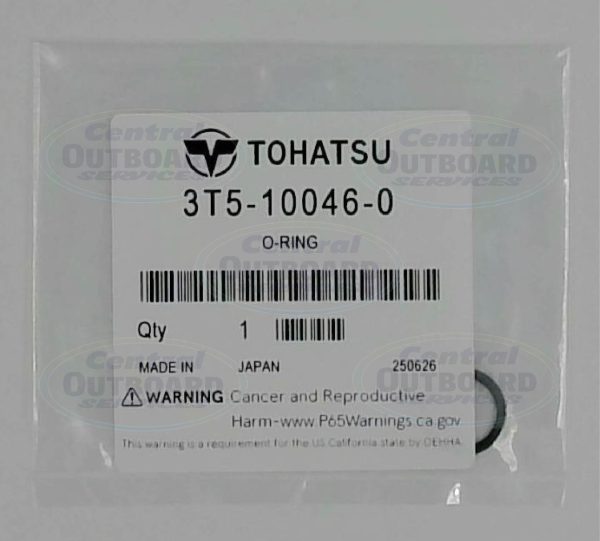 TOHATSU
3T5-10046-0
O-RING
Qty 1
MADE IN JAPAN 250626
⚠ WARNING Cancer and Reproductive
Harm-www.P65Warnings.ca.gov
This warning is a requirement for the US California state by OEHHA.
Central
OUTBOARD
SERVICES